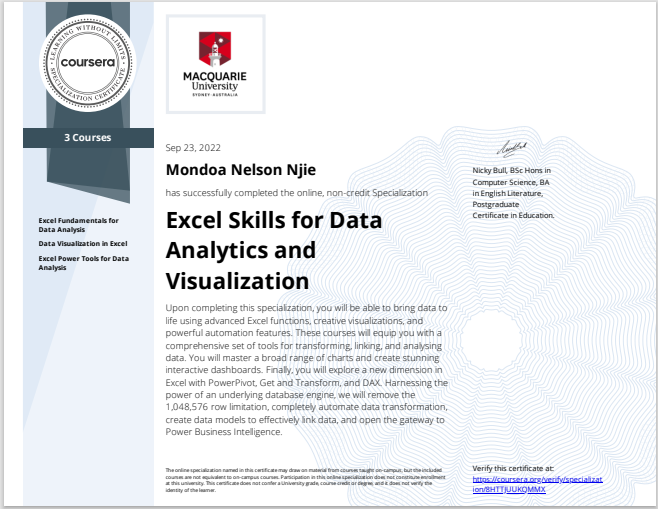 LEARNING WITHOUT LIMITS
coursera
SPECIALIZATION CERTIFICATE
3 Courses
Excel Fundamentals for
Data Analysis
Data Visualization in Excel
Excel Power Tools for Data
Analysis
MACQUARIE
University
SYDNEY·AUSTRALIA
Sep 23, 2022
Mondoa Nelson Njie
has successfully completed the online, non-credit Specialization
Excel Skills for Data
Analytics and
Visualization
Upon completing this specialization, you will be able to bring data to
life using advanced Excel functions, creative visualizations, and
powerful automation features. These courses will equip you with a
comprehensive set of tools for transforming, linking, and analysing
data. You will master a broad range of charts and create stunning
interactive dashboards. Finally, you will explore a new dimension in
Excel with PowerPivot, Get and Transform, and DAX. Harnessing the
power of an underlying database engine, we will remove the
1,048,576 row limitation, completely automate data transformation,
create data models to effectively link data, and open the gateway to
Power Business Intelligence.
Nicky Bull, BSc Hons in
Computer Science, BA
in English Literature,
Postgraduate
Certificate in Education.
The online specialization named in this certificate may draw on material from courses taught on-campus, but the included
courses are not equivalent to on-campus courses. Participation in this online specialization does not constitute enrollment
at this university. This certificate does not confer a University grade, course credit or degree, and it does not verify the
identity of the learner.
Verify this certificate at:
https://coursera.org/verify/specializat
ion/8HTTJUUKQMMX